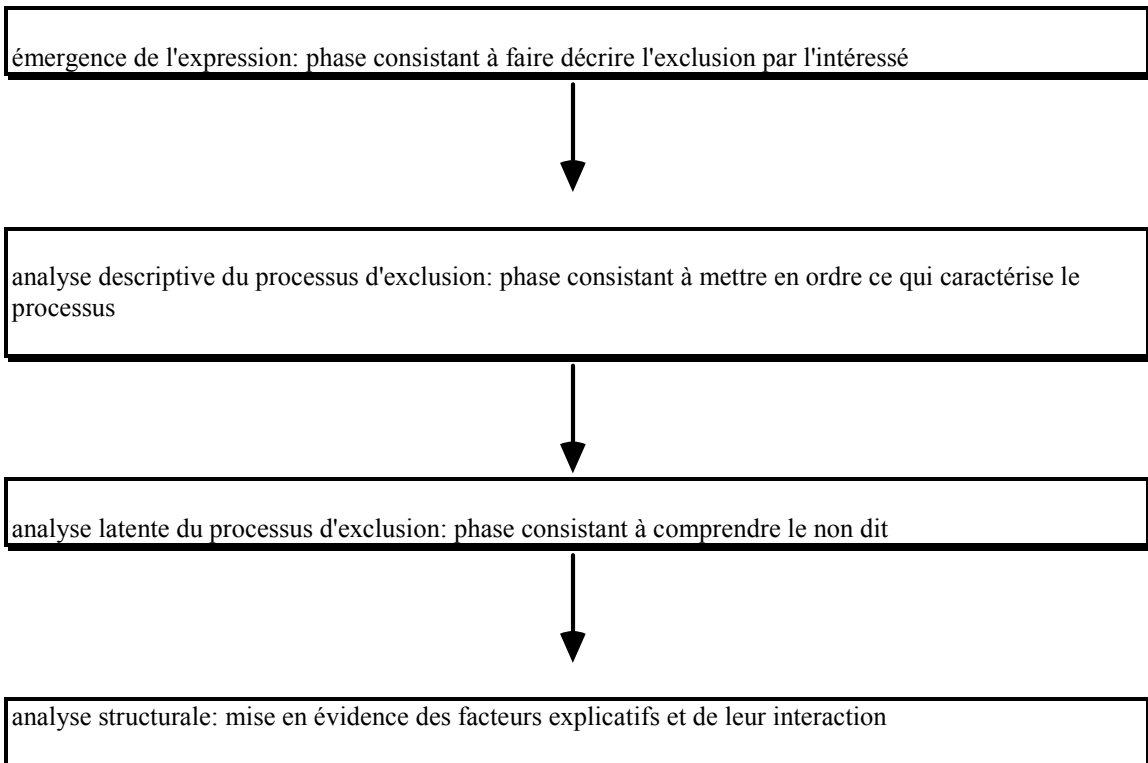 émergence de l'expression: phase consistant à faire décrire l'exclusion par l'intéressé
analyse descriptive du processus d'exclusion: phase consistant à mettre en ordre ce qui caractérise le
processus
analyse latente du processus d'exclusion: phase consistant à comprendre le non dit
analyse structurale: mise en évidence des facteurs explicatifs et de leur interaction